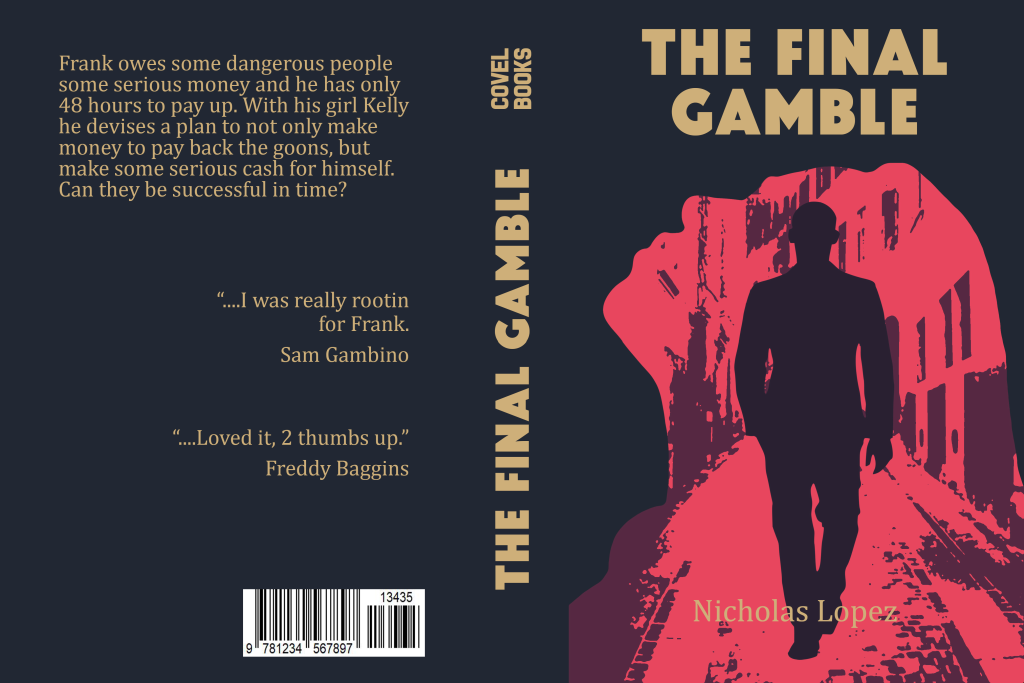 Frank owes some dangerous people
some serious money and he has only
48 hours to pay up. With his girl Kelly
he devises a plan to not only make
money to pay back the goons, but
make some serious cash for himself.
Can they be successful in time?
“....I was really rootin
for Frank.
Sam Gambino
“....Loved it, 2 thumbs up.”
Freddy Baggins
13435
9 781234 567897
COVEL
BOOKS
THE FINAL GAMBLE
THE FINAL
GAMBLE
Nicholas Lopez